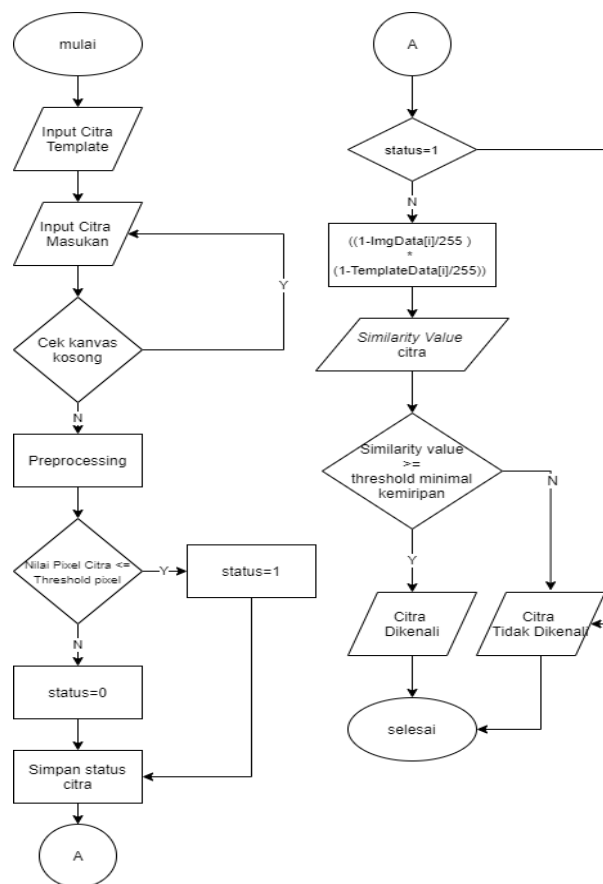 mulai
Input Citra
Template
Input Citra
Masukan
Y
Cek kanvas
kosong
N
Preprocessing
Nilai Pixel Citra <=
Threshold pixel
Y
status=1
N
status=0
Simpan status
citra
A
A
status=1
N
((1-ImgData[i]/255 )
*
(1-TemplateData[i]/255))
Similarity Value
citra
Similarity value
>=
threshold minimal
kemiripan
N
Y
Citra
Dikenali
Citra
Tidak Dikenali
selesai